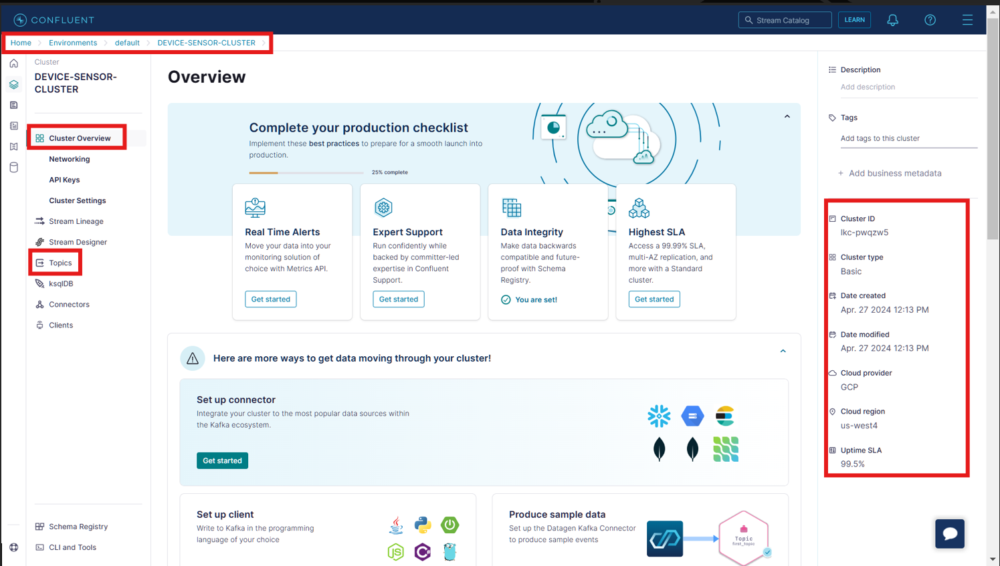 CONFLUENT
Stream Catalog
LEARN
Home
Environments
default
DEVICE-SENSOR-CLUSTER
Cluster
DEVICE-SENSOR-
CLUSTER
Cluster Overview
Networking
API Keys
Cluster Settings
Stream Lineage
Stream Designer
Topics
ksqlDB
Connectors
Clients
Schema Registry
CLI and Tools
Overview
Complete your production checklist
Implement these best practices to prepare for a smooth launch into
production.
25% complete
Real Time Alerts
Move your data into your
monitoring solution of
choice with Metrics API.
Get started
Expert Support
Run confidently while
backed by committer-led
expertise in Confluent
Support.
Get started
Data Integrity
Make data backwards
compatible and future-
proof with Schema
Registry.
You are set!
Highest SLA
Access a 99.99% SLA,
multi-AZ replication, and
more with a Standard
cluster.
Get started
Here are more ways to get data moving through your cluster!
Set up connector
Integrate your cluster to the most popular data sources within
the Kafka ecosystem.
Get started
Set up client
Write to Kafka in the programming
language of your choice
JS
C#
Produce sample data
Set up the Datagen Kafka Connector
to produce sample events
Topic
first_topic
Description
Add description
Tags
Add tags to this cluster
+ Add business metadata
Cluster ID
lkc-pwqzw5
Cluster type
Basic
Date created
Apr. 27 2024 12:13 PM
Date modified
Apr. 27 2024 12:13 PM
Cloud provider
GCP
Cloud region
us-west4
Uptime SLA
99.5%